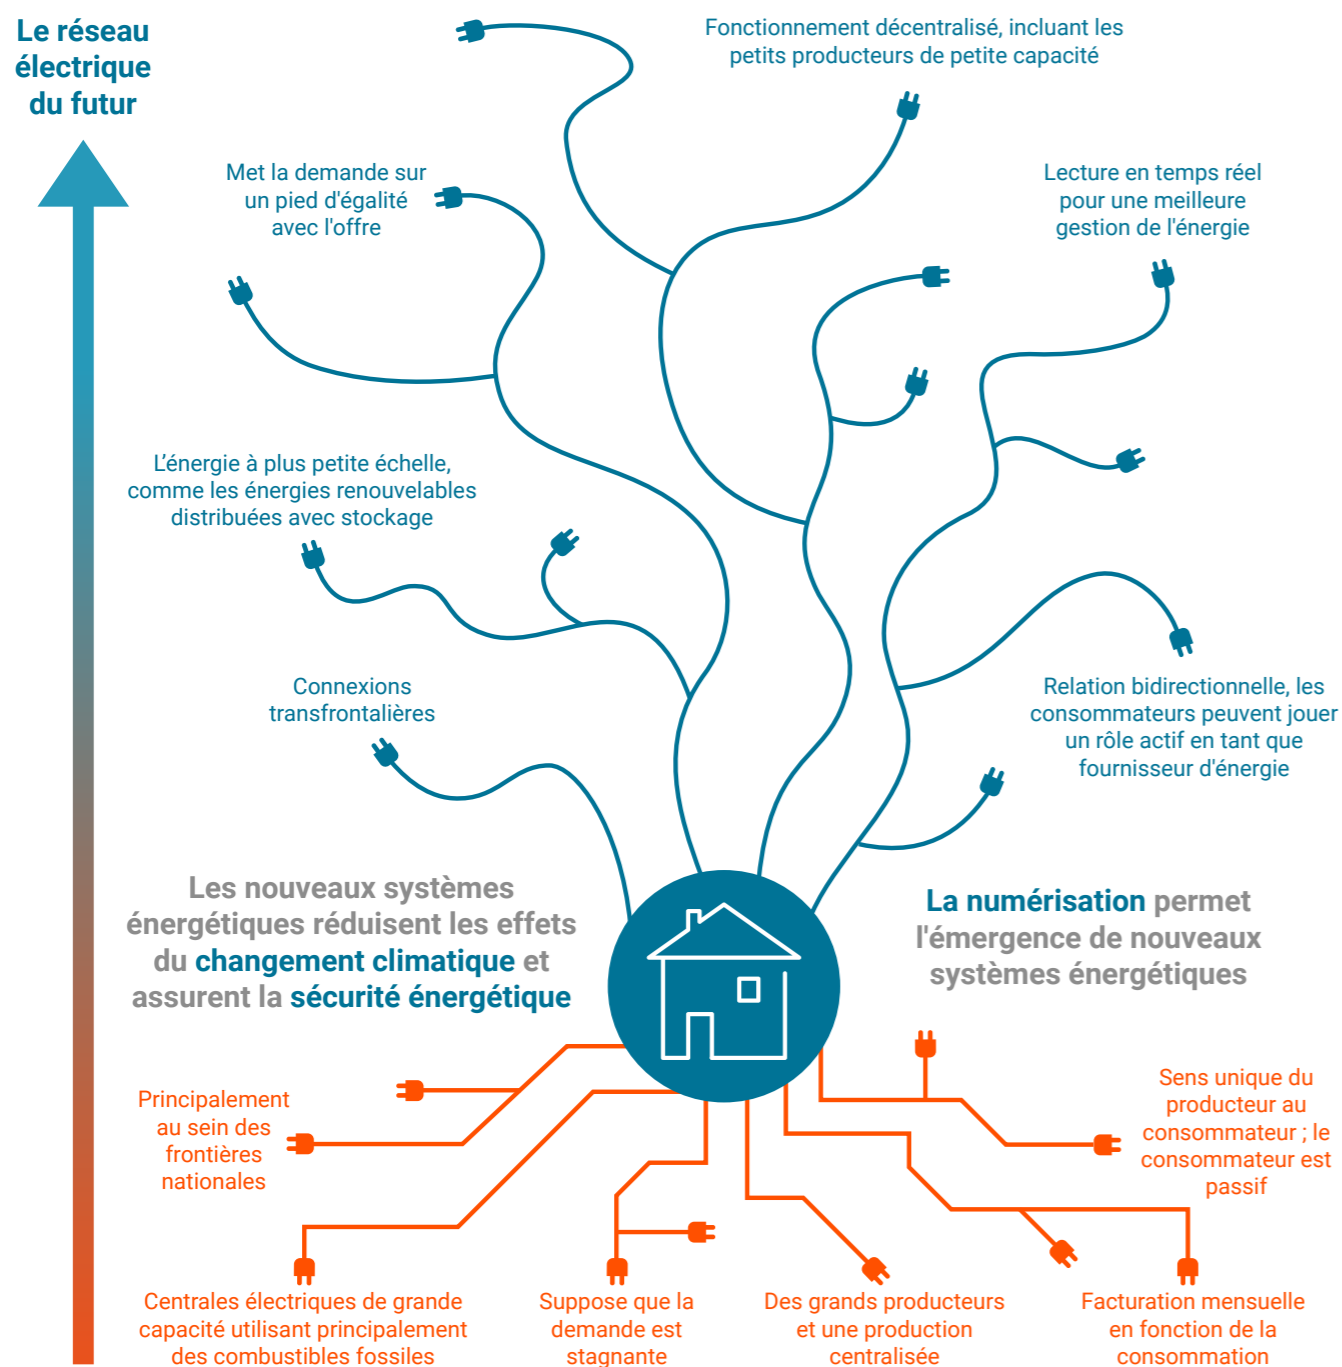 Le réseau
électrique
du futur
Fonctionnement décentralisé, incluant les
petits producteurs de petite capacité
Met la demande sur
un pied d'égalité
avec l'offre
Lecture en temps réel
pour une meilleure
gestion de l'énergie
L'énergie à plus petite échelle,
comme les énergies renouvelables
distribuées avec stockage
Connexions
transfrontalières
Relation bidirectionnelle, les
consommateurs peuvent jouer
un rôle actif en tant que
fournisseur d'énergie
Les nouveaux systèmes
énergétiques réduisent les effets
du changement climatique et
assurent la sécurité énergétique
La numérisation permet
l'émergence de nouveaux
systèmes énergétiques
Principalement
au sein des
frontières
nationales
Sens unique du
producteur au
consommateur ; le
consommateur est
passif
Centrales électriques de grande
capacité utilisant principalement
des combustibles fossiles
Suppose que la
demande est
stagnante
Des grands producteurs
et une production
centralisée
Facturation mensuelle
en fonction de la
consommation